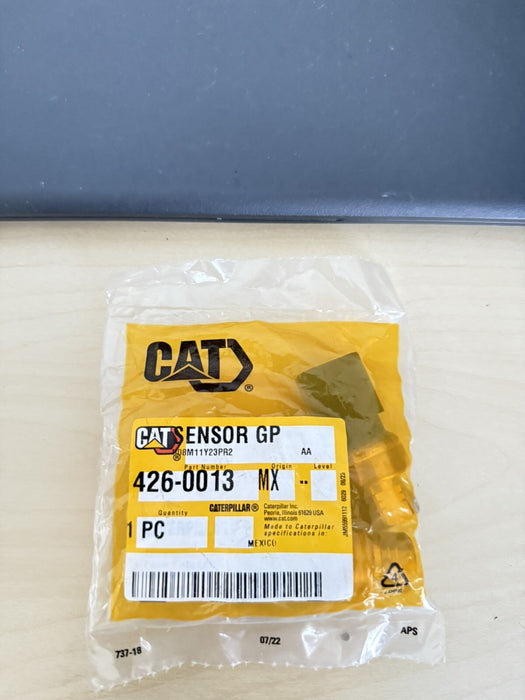 CAT®
CAT® SENSOR GP
M11Y23PR2 AA
Part Number Origin Level
426-0013 MX --
Quantity CATERPILLAR® Caterpillar Inc.
Peoria, Illinois 61629 USA
www.cat.com
1 PC
Made to Caterpillar
specifications in:
MEXICO
737-18 07/22 APS